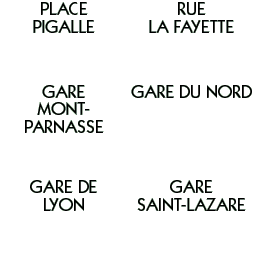 PLACE
PIGALLE
RUE
LA FAYETTE
GARE
MONT-
PARNASSE
GARE DU NORD
GARE DE
LYON
GARE
SAINT-LAZARE